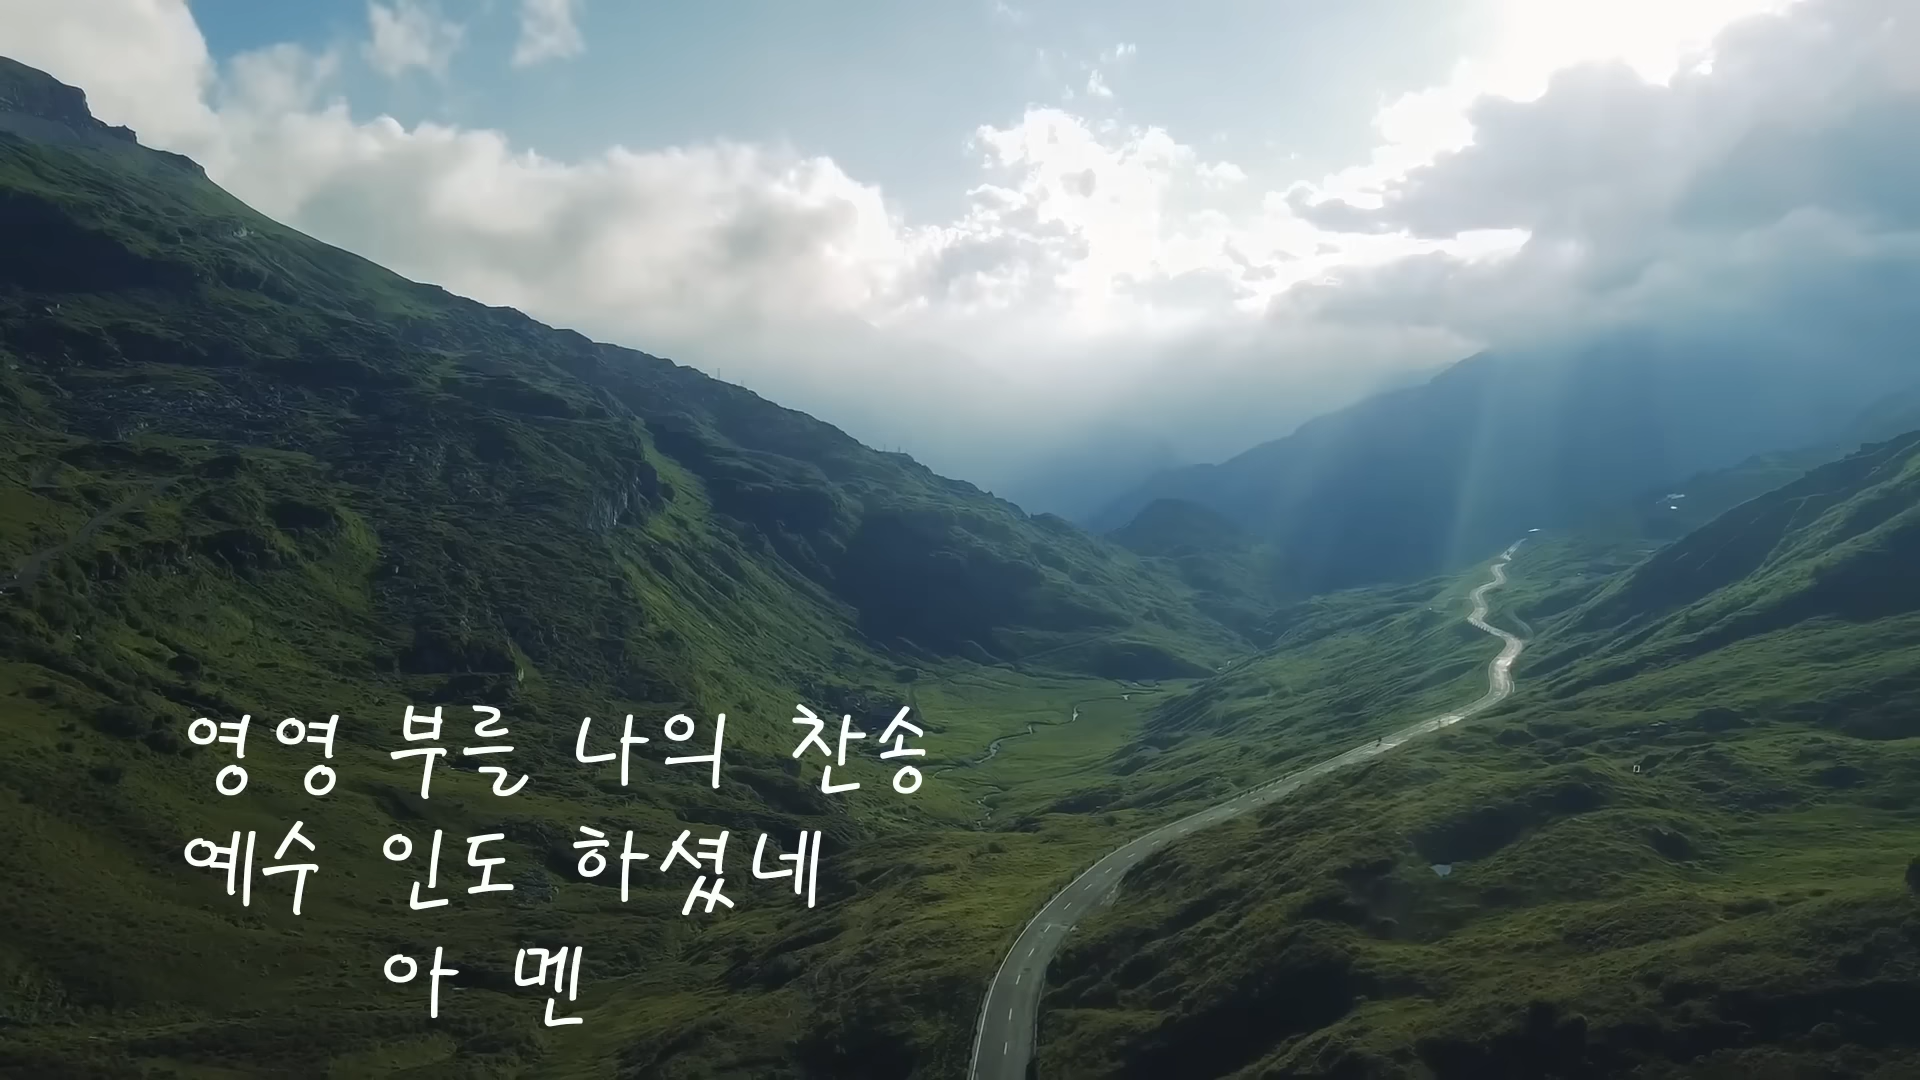 영영 부를 나의 찬송
예수 인도 하셨네
아 멘